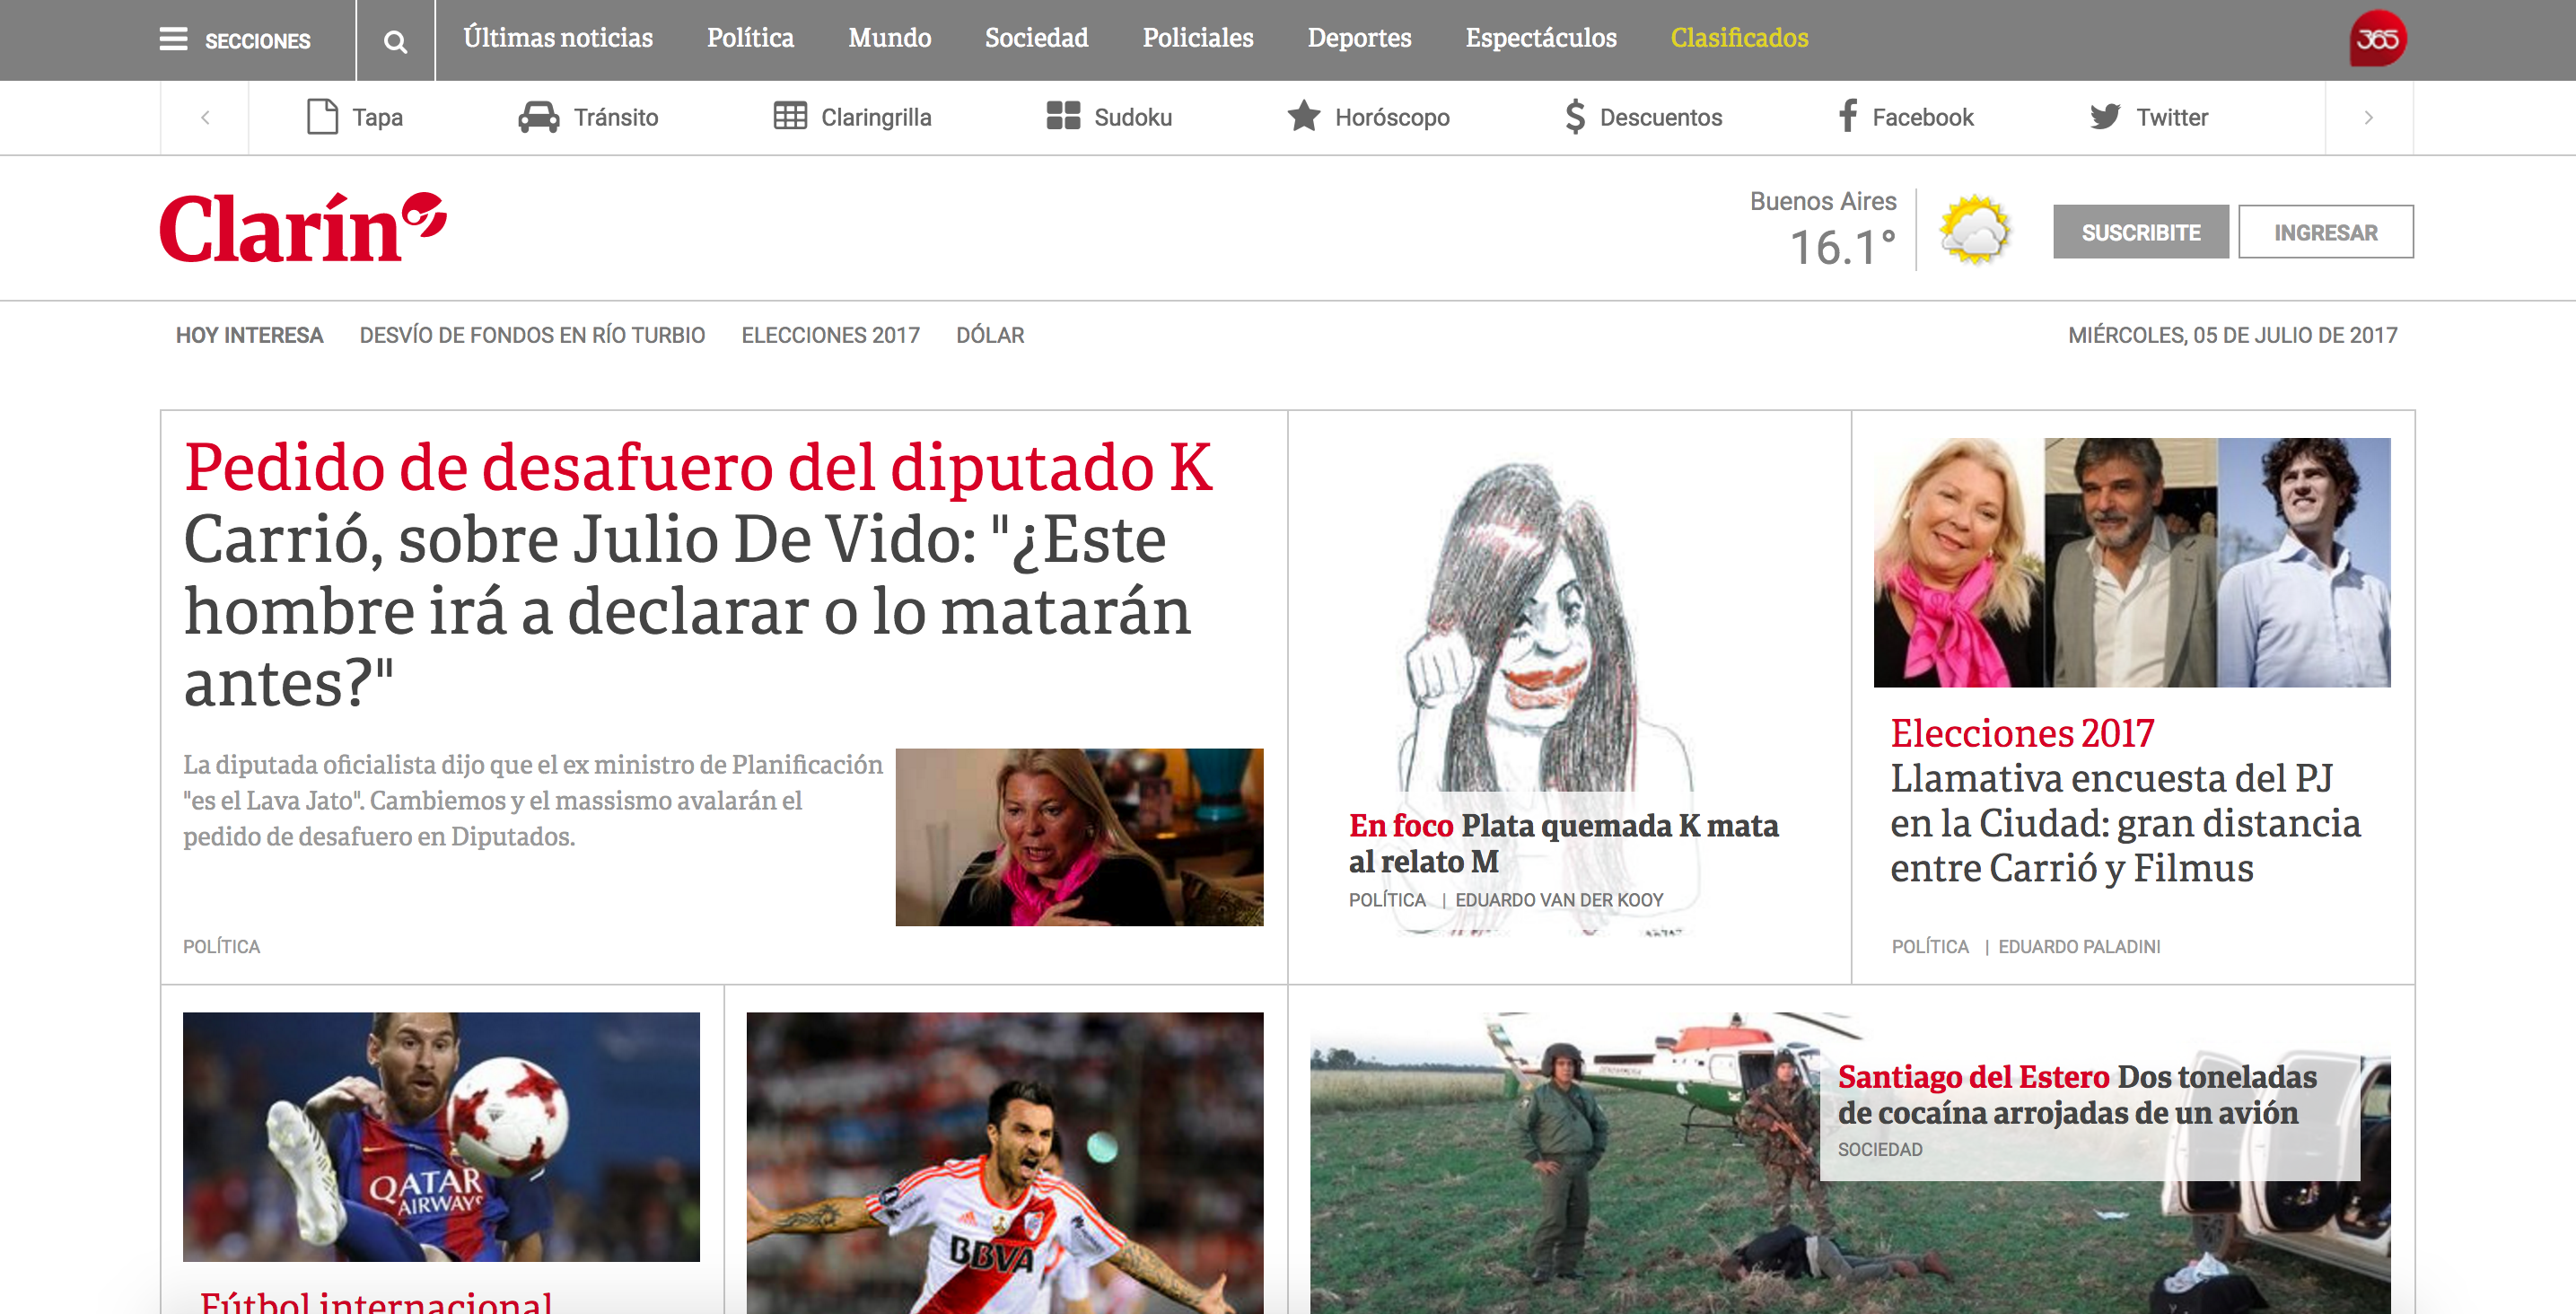 SECCIONES
Últimas noticias
Política
Mundo
Sociedad
Policiales
Deportes
Espectáculos
Clasificados
365
Tapa
Tránsito
Claringrilla
Sudoku
Horóscopo
Descuentos
Facebook
Twitter
Clarín
Buenos Aires
16.1°
SUSCRIBITE
INGRESAR
HOY INTERESA
DESVÍO DE FONDOS EN RÍO TURBIO
ELECCIONES 2017
DÓLAR
MIÉRCOLES, 05 DE JULIO DE 2017
Pedido de desafuero del diputado K
Carrió, sobre Julio De Vido: "¿Este
hombre irá a declarar o lo matarán
antes?"
La diputada oficialista dijo que el ex ministro de Planificación
"es el Lava Jato". Cambiemos y el massismo avalarán el
pedido de desafuero en Diputados.
POLÍTICA
En foco Plata quemada K mata
al relato M
POLÍTICA | EDUARDO VAN DER KOOY
Elecciones 2017
Llamativa encuesta del PJ
en la Ciudad: gran distancia
entre Carrió y Filmus
POLÍTICA | EDUARDO PALADINI
QATAR
AIRWAYS
Fútbol internacional
BBVA
Santiago del Estero Dos toneladas
de cocaína arrojadas de un avión
SOCIEDAD